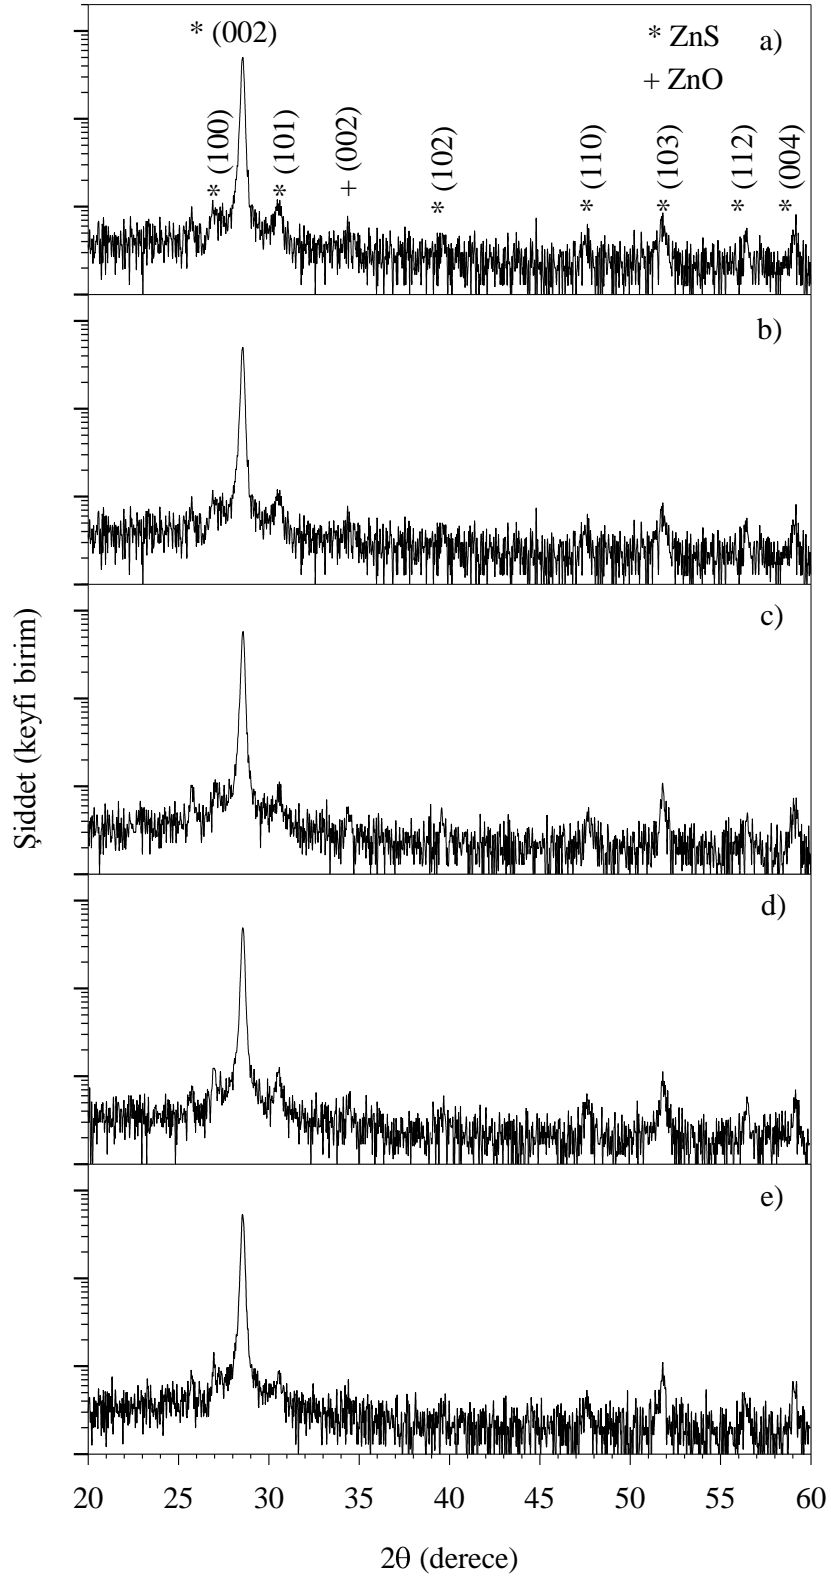 * (002)
* ZnS
a)
+ ZnO
* (100)
* (101)
+ (002)
* (102)
* (110)
* (103)
* (112)
* (004)
b)
c)
Şiddet (keyfi birim)
d)
e)
20 25 30 35 40 45 50 55 60
2θ (derece)